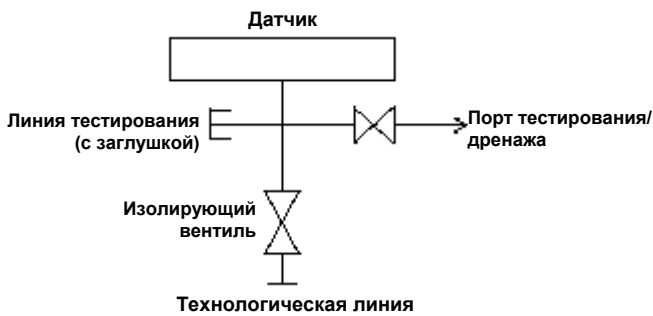 Датчик
Линия тестирования
(с заглушкой)
Порт тестирования/
дренажа
Изолирующий
вентиль
Технологическая линия